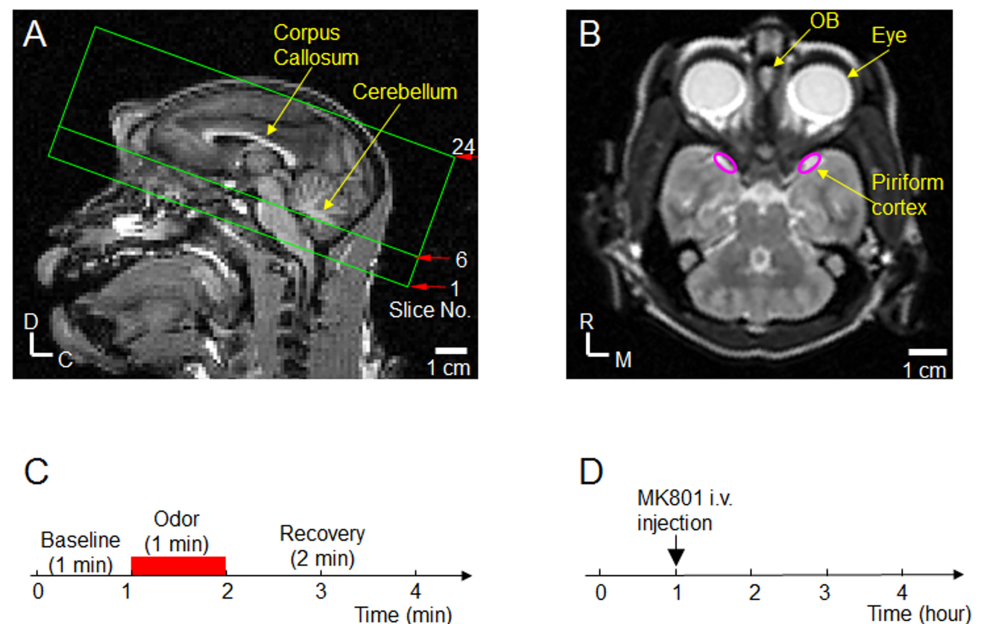 A
Corpus
Callosum
Cerebellum
24
6
1
Slice No.
D
C
1 cm
B
OB
Eye
Piriform
cortex
R
M
1 cm
C
Baseline
(1 min)
Odor
(1 min)
Recovery
(2 min)
0 1 2 3 4
Time (min)
D
MK801 i.v.
injection
0 1 2 3 4
Time (hour)